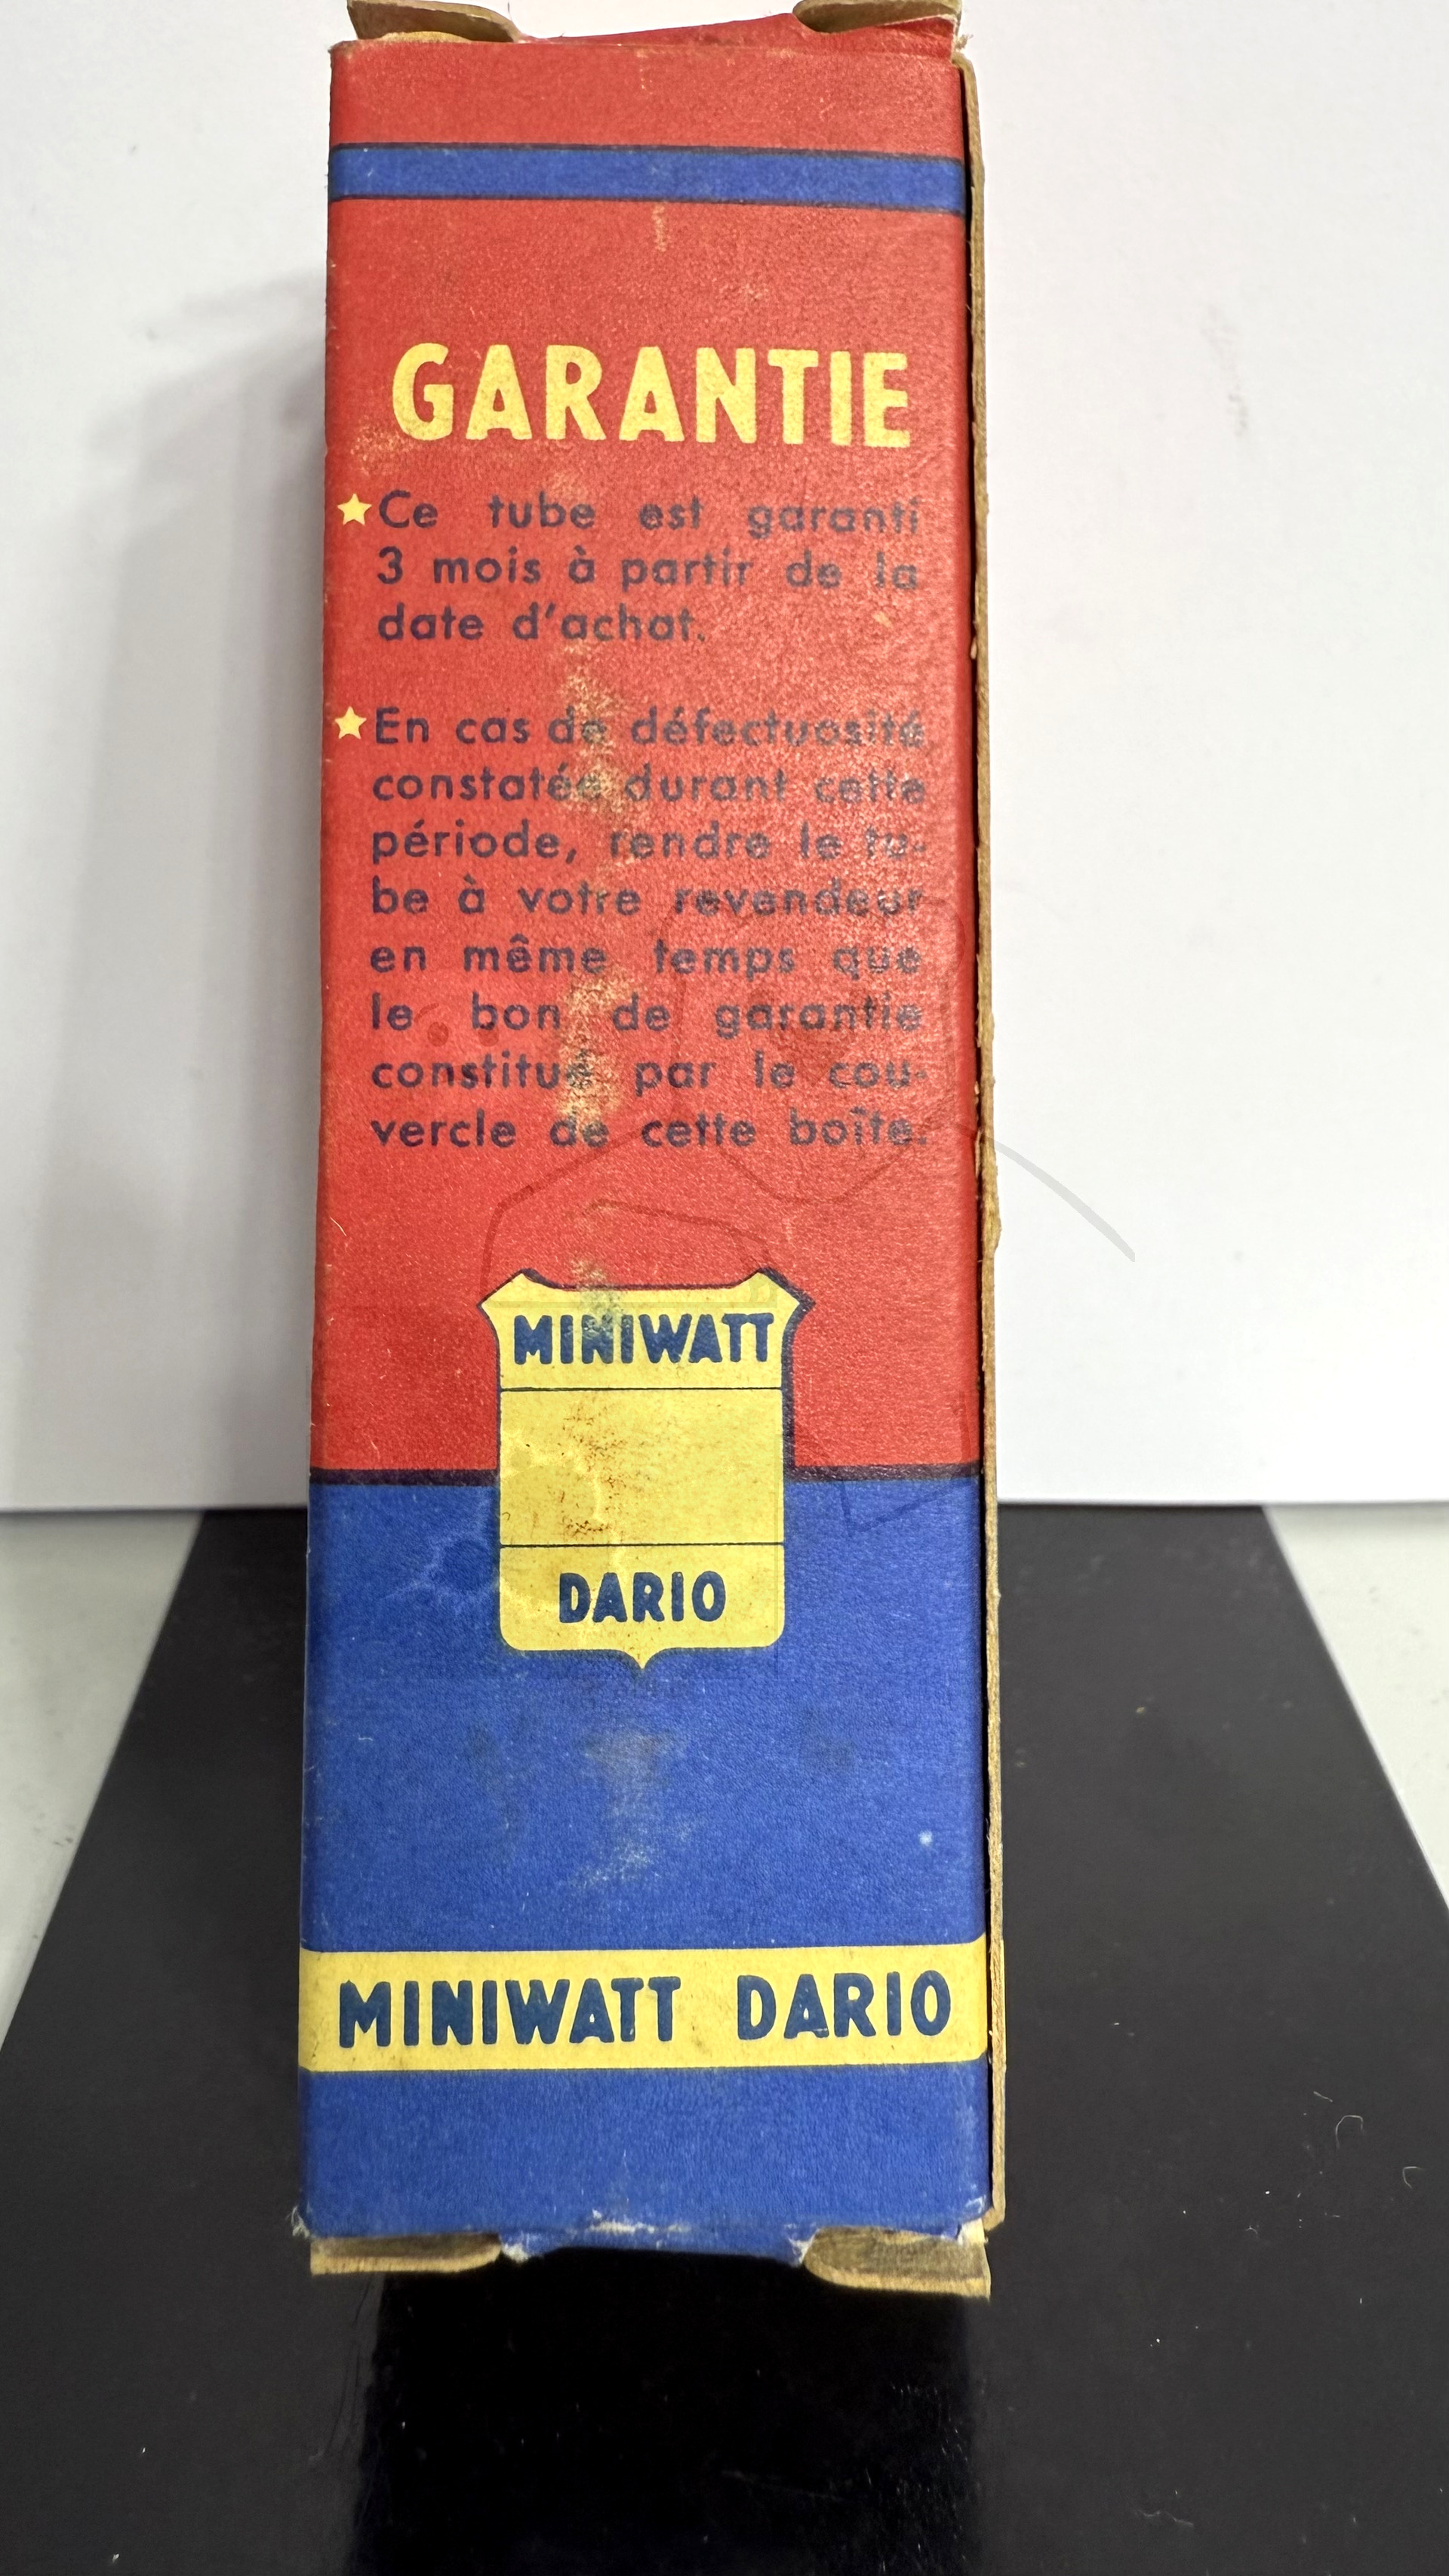 GARANTIE
Ce tube est garanti
3 mois à partir de la
date d'achat.
En cas de défectuosité
constatée durant cette
période, rendre le tu-
be à votre revendeur
en même temps que
le bon de garantie
constitué par le cou-
vercle de cette boîte.
MINIWATT
DARIO
MINIWATT DARIO